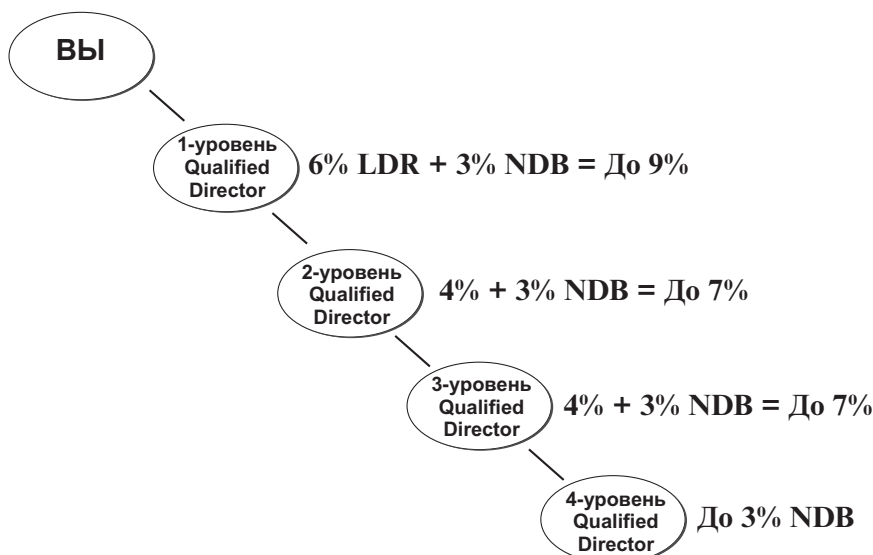 ВЫ
1-уровень
Qualified
Director
6% LDR + 3% NDB = До 9%
2-уровень
Qualified
Director
4% + 3% NDB = До 7%
3-уровень
Qualified
Director
4% + 3% NDB = До 7%
4-уровень
Qualified
Director
До 3% NDB